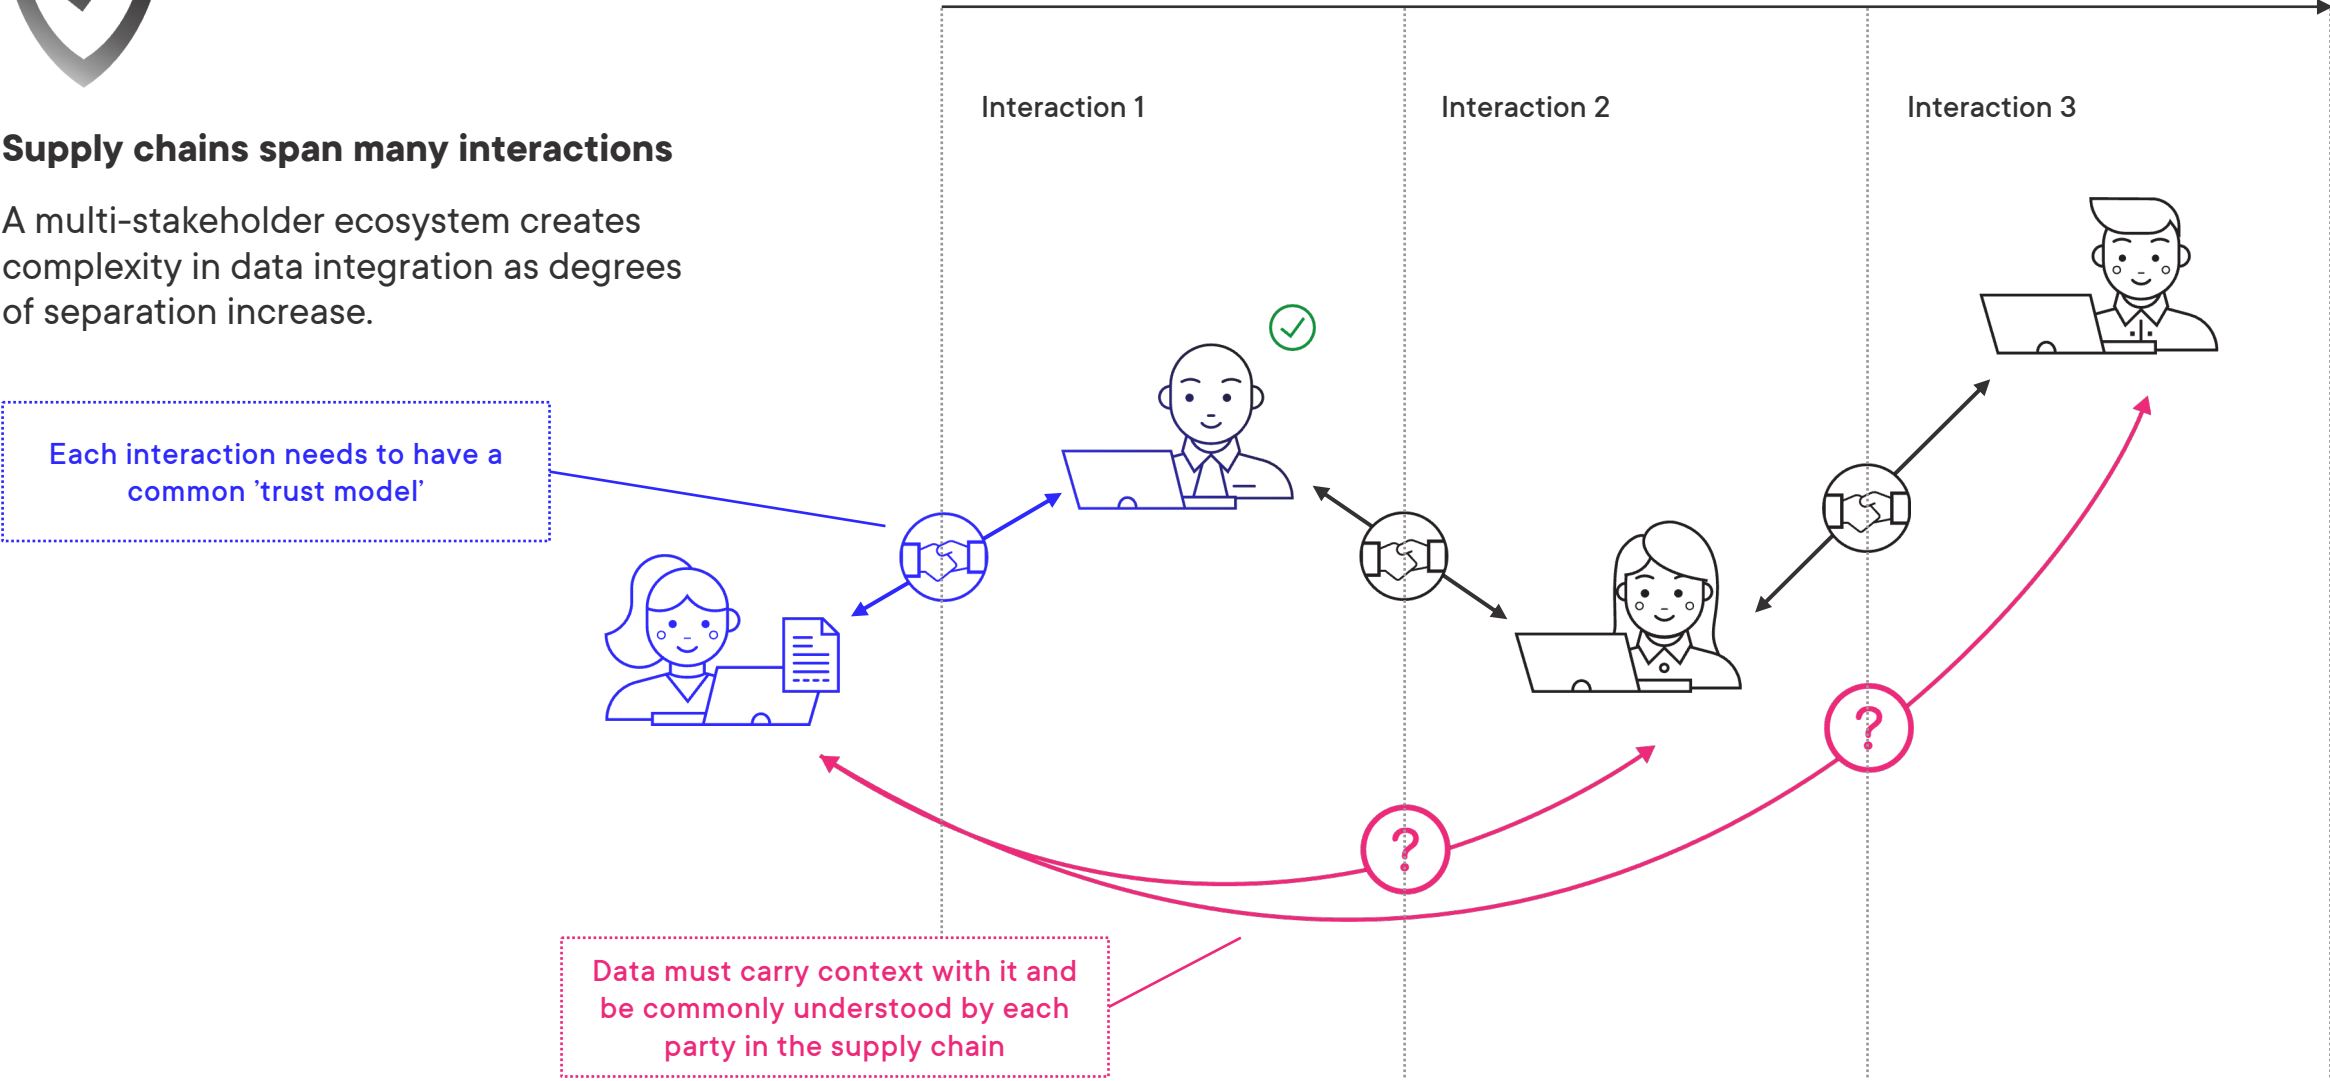 Interaction 1
Interaction 2
Interaction 3
Supply chains span many interactions
A multi-stakeholder ecosystem creates
complexity in data integration as degrees
of separation increase.
Each interaction needs to have a
common ’trust model’
?
?
Data must carry context with it and
be commonly understood by each
party in the supply chain